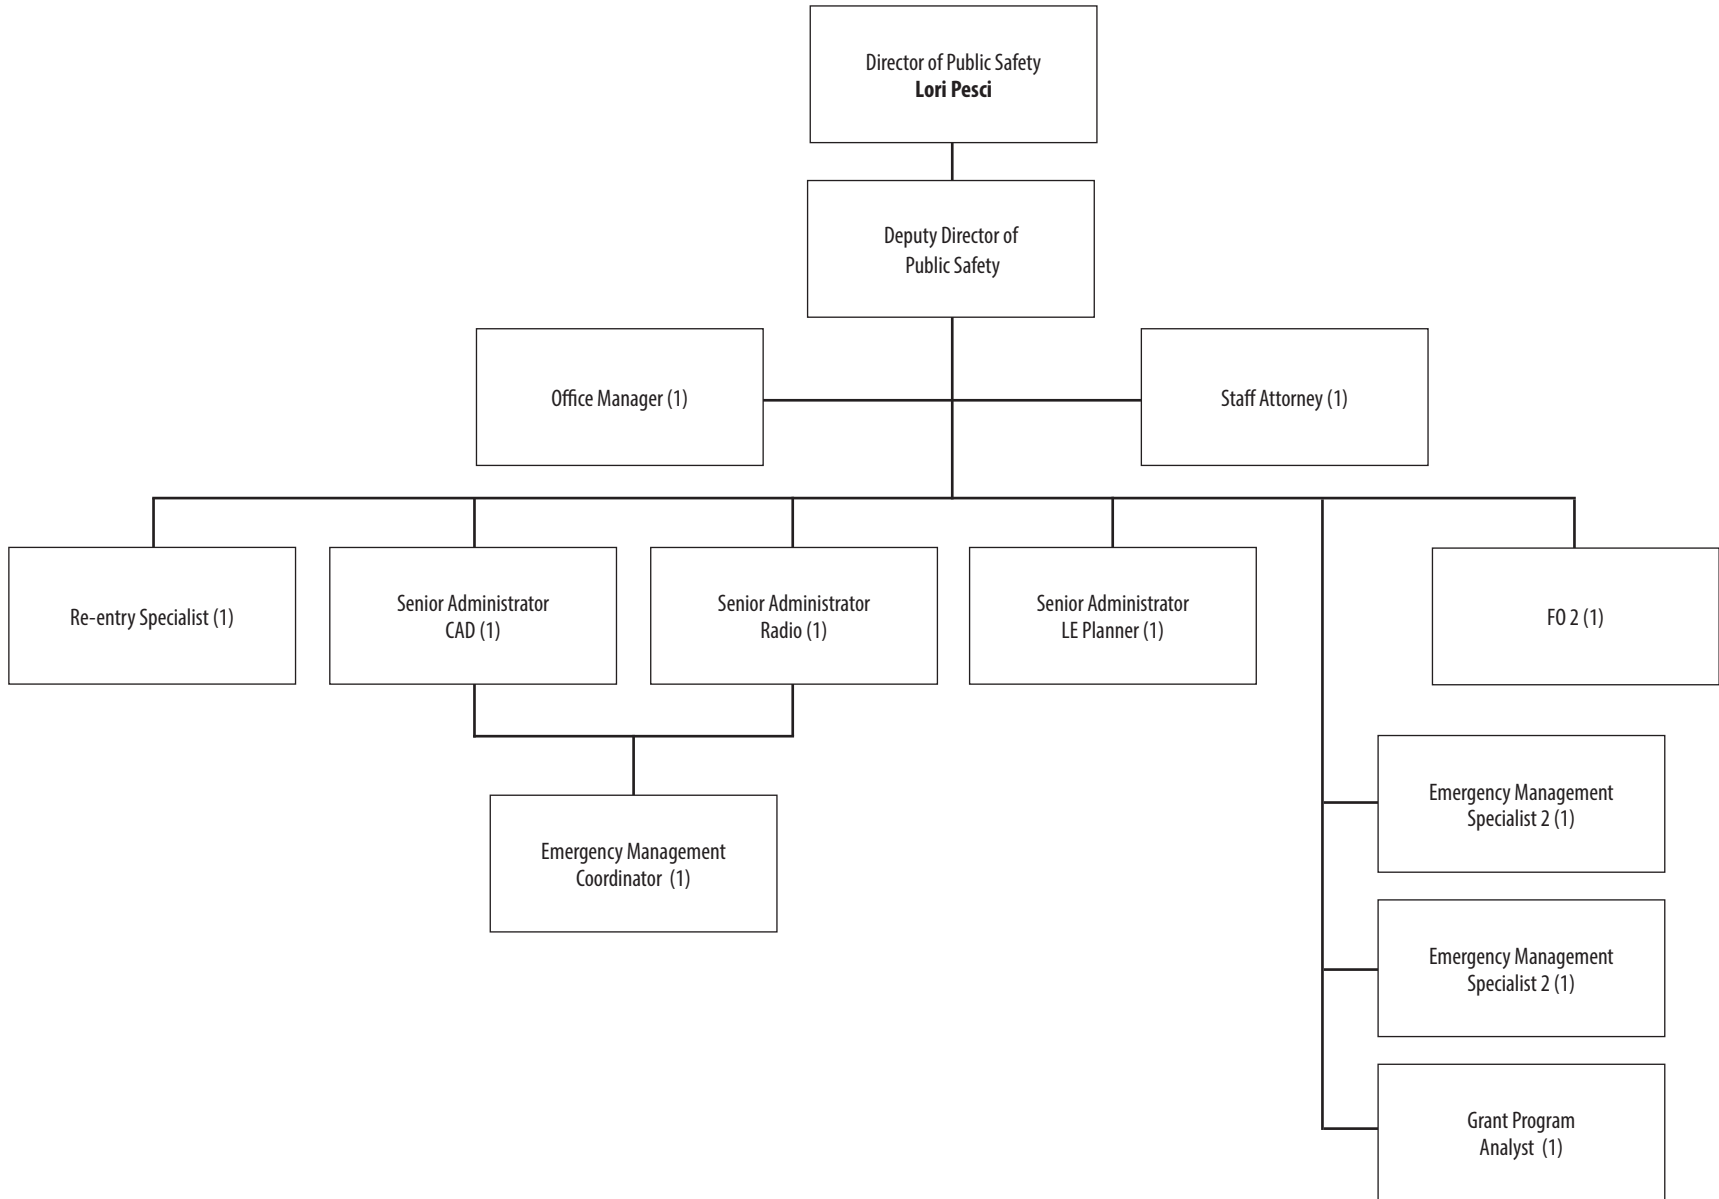 Director of Public Safety
Lori Pesci
Deputy Director of
Public Safety
Office Manager (1)
Staff Attorney (1)
Re-entry Specialist (1)
Senior Administrator
CAD (1)
Senior Administrator
Radio (1)
Senior Administrator
LE Planner (1)
FO 2 (1)
Emergency Management
Coordinator (1)
Emergency Management
Specialist 2 (1)
Emergency Management
Specialist 2 (1)
Grant Program
Analyst (1)